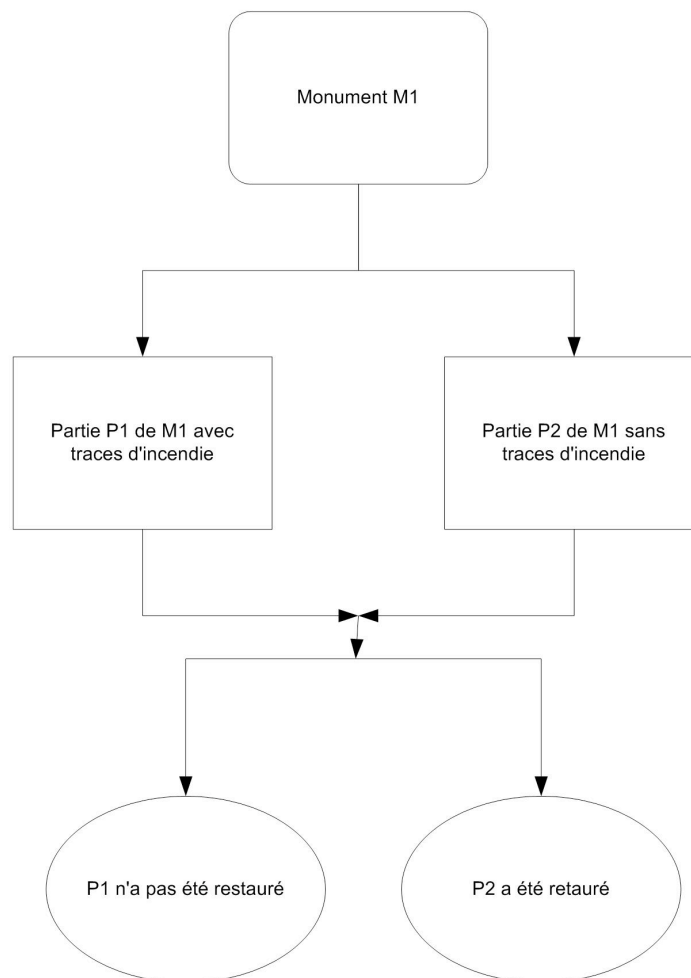 Monument M1
Partie P1 de M1 avec
traces d'incendie
Partie P2 de M1 sans
traces d'incendie
P1 n'a pas été restauré
P2 a été retauré